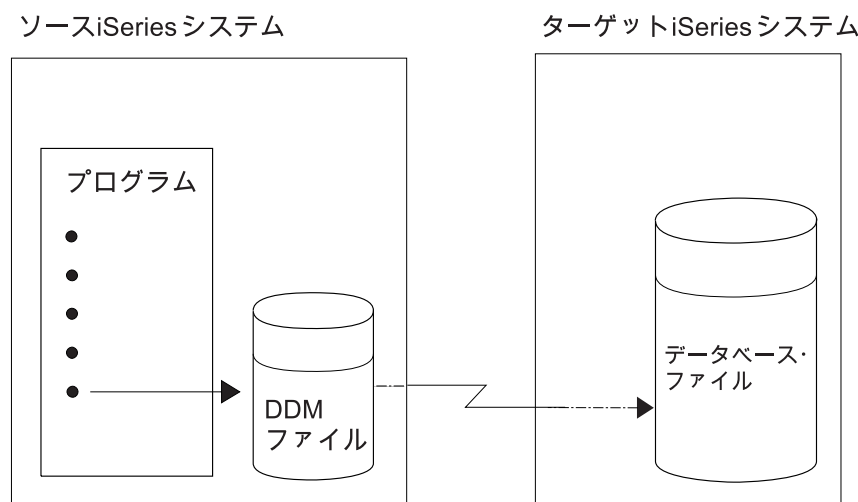 ソースiSeriesシステム
ターゲットiSeriesシステム
プログラム
DDM
ファイル
データベース・
ファイル